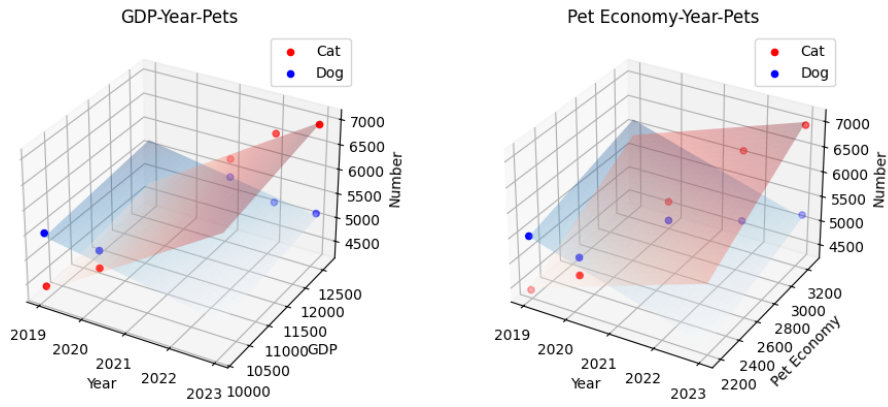 GDP-Year-Pets
Cat
Dog
7000
6500
6000
5500
5000
4500
Number
12500
12000
11500
11000
10500
10000
GDP
2019
2020
2021
2022
2023
Year
Pet Economy-Year-Pets
Cat
Dog
7000
6500
6000
5500
5000
4500
Number
3200
3000
2800
2600
2400
2200
Pet Economy
2019
2020
2021
2022
2023
Year